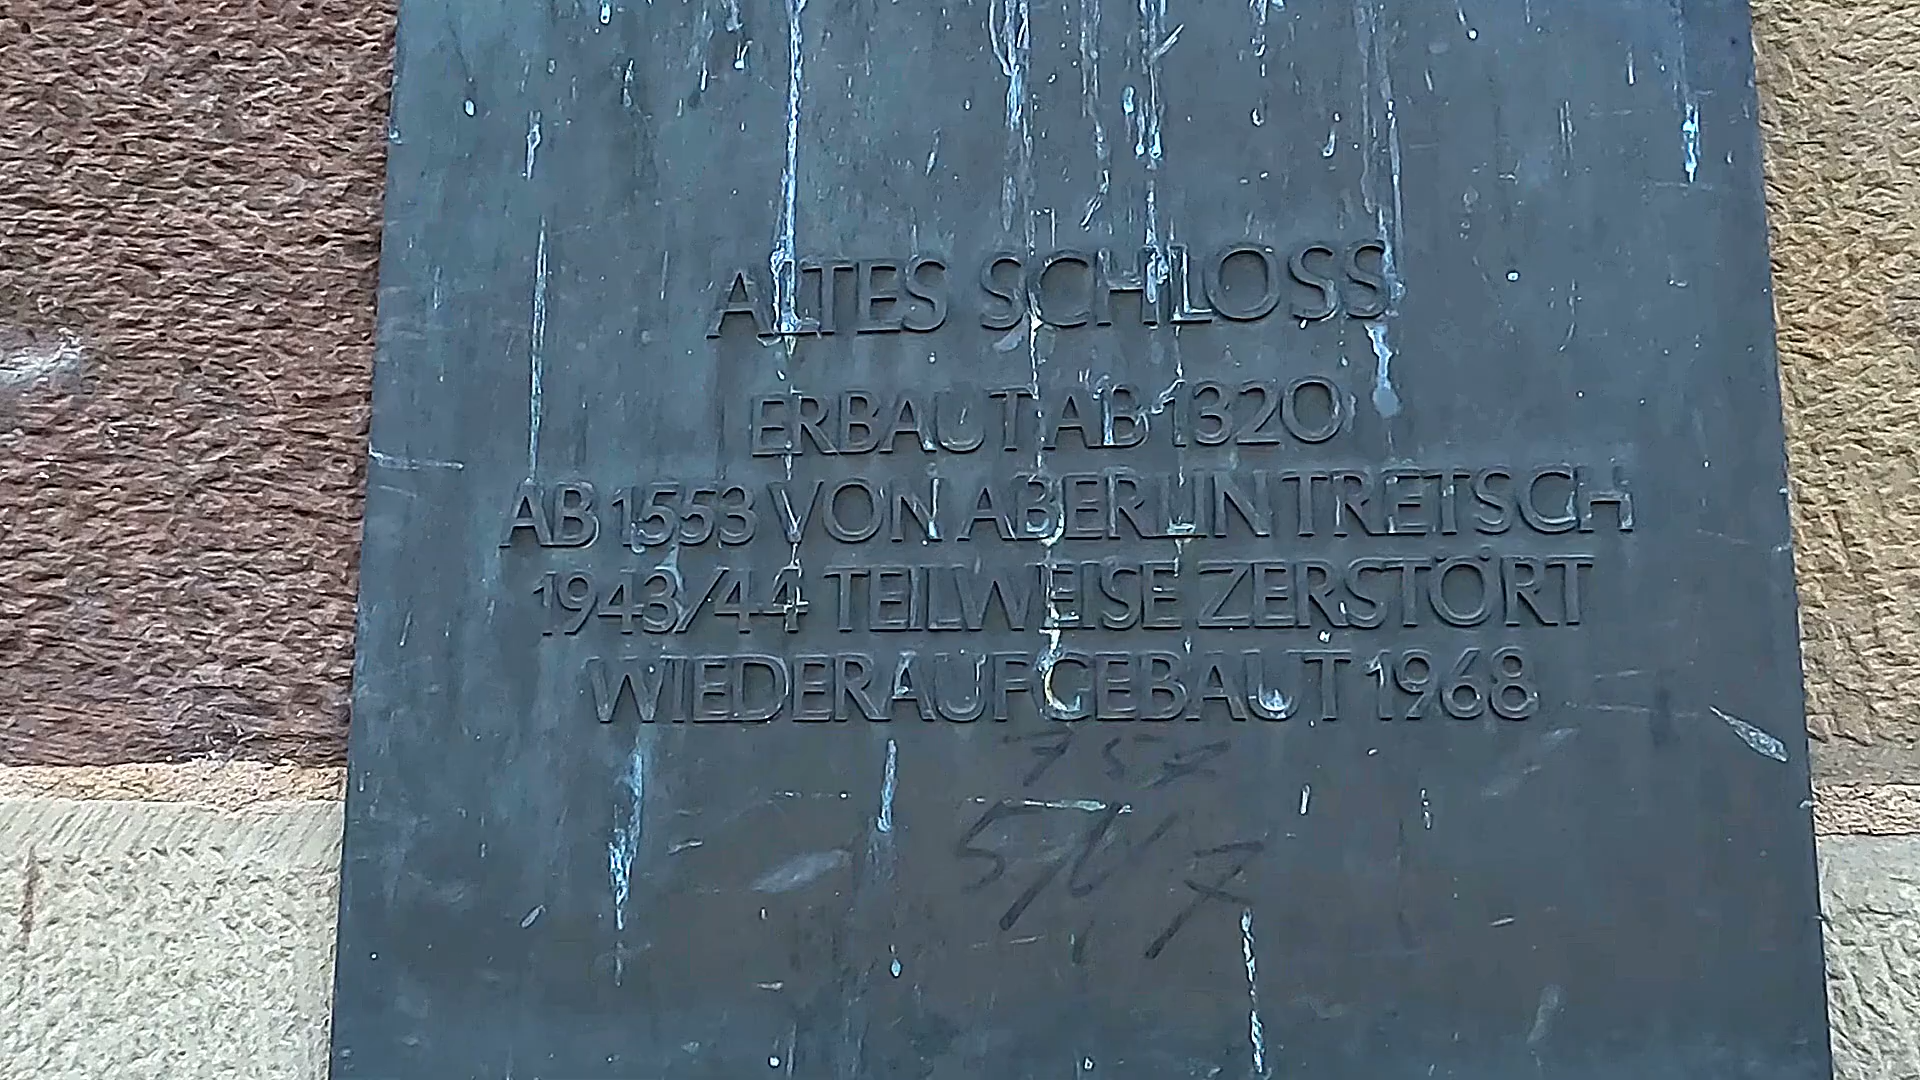 ALTES SCHLOSS
ERBAUT AB 1320
AB 1553 VON ABERLIN TRETSCH
1943/44 TEILWEISE ZERSTÖRT
WIEDERAUFGEBAUT 1968